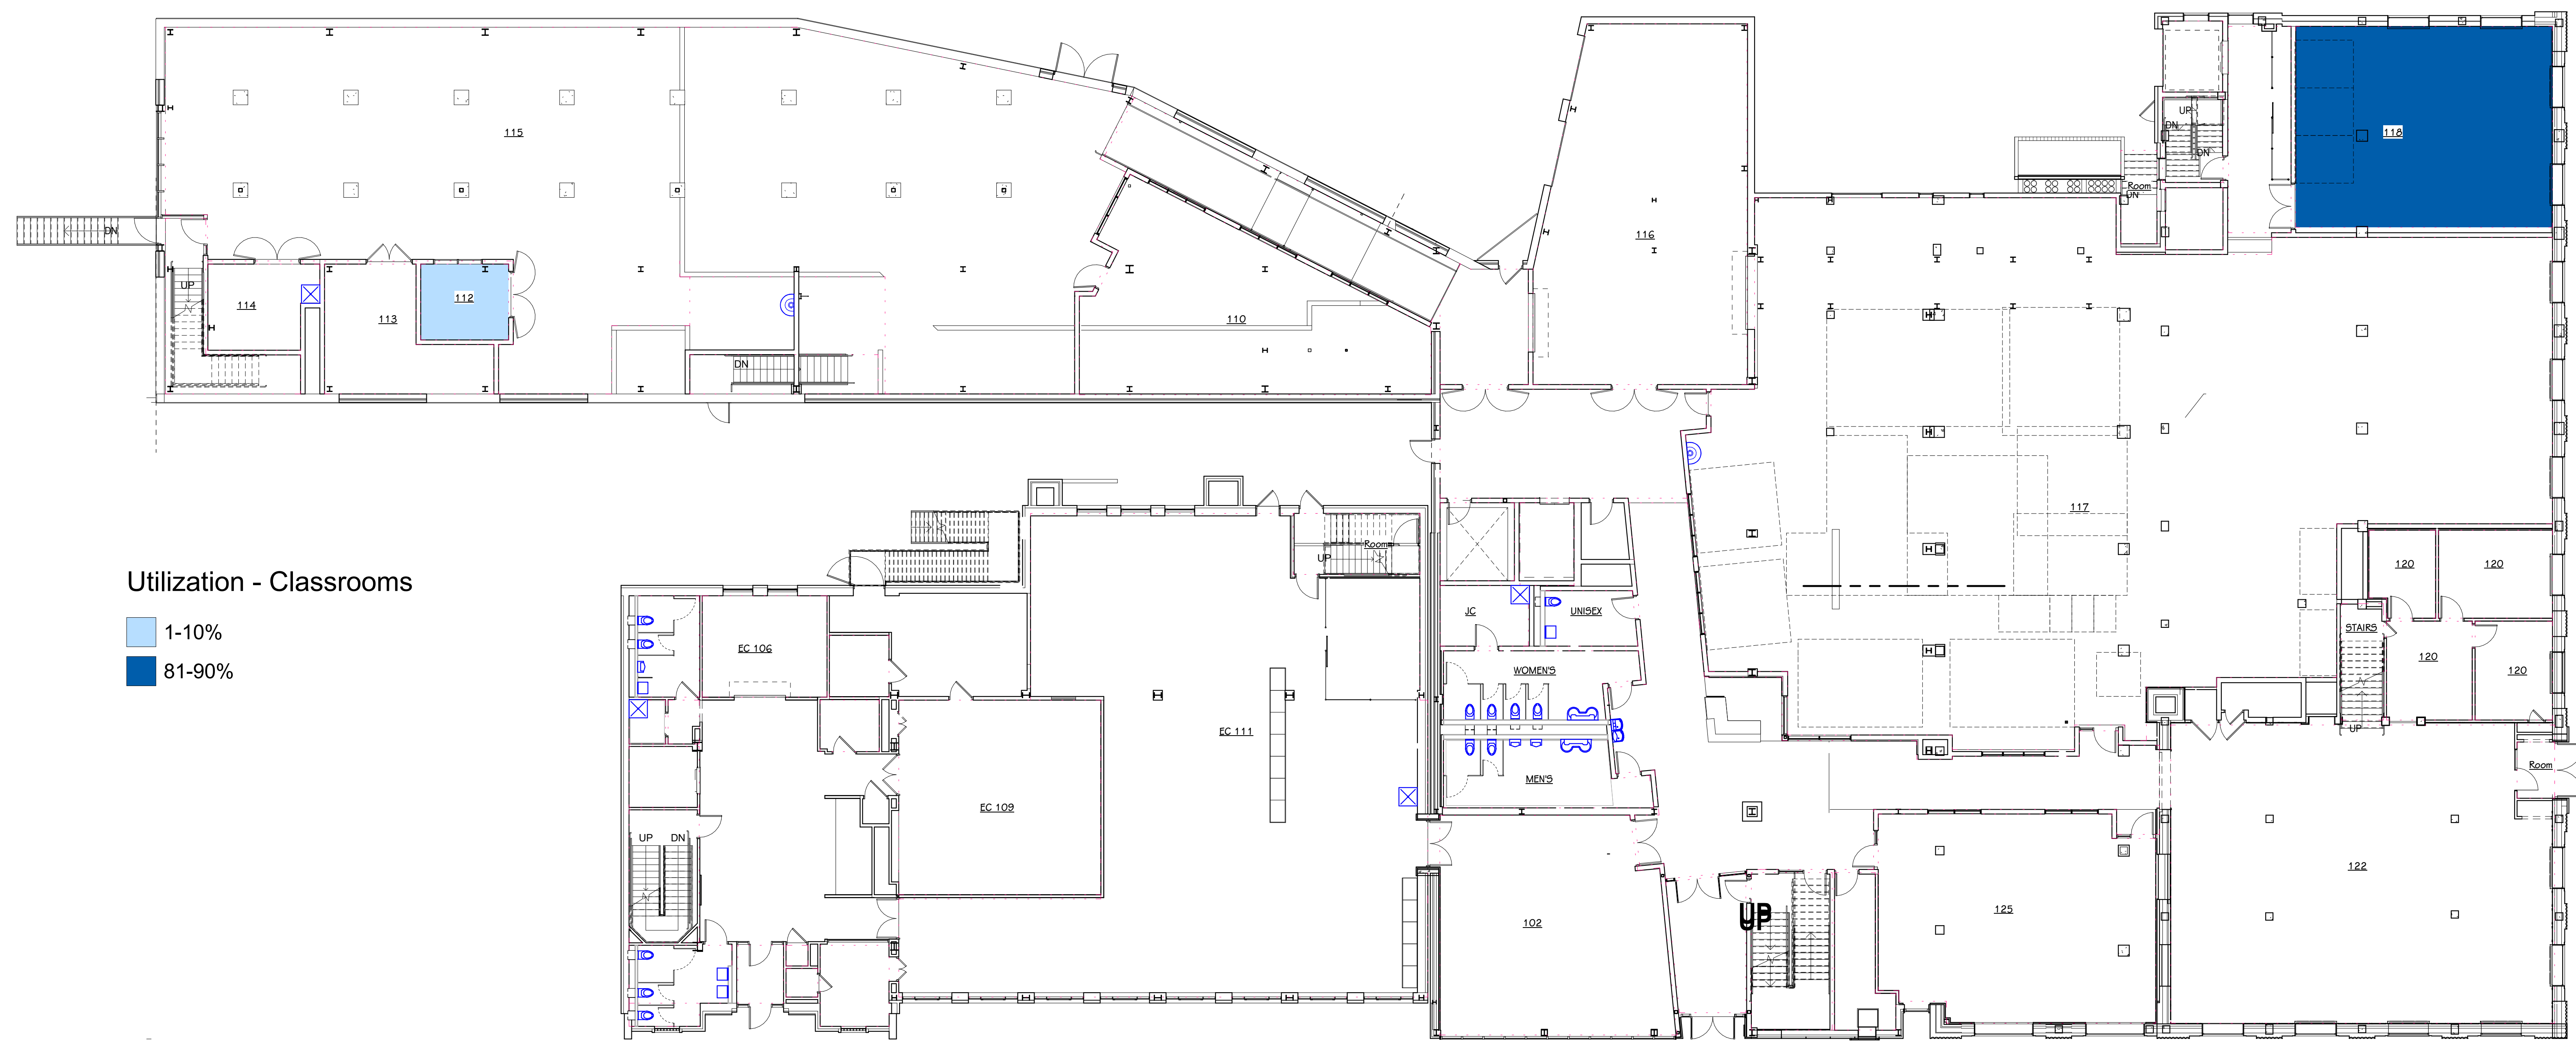 115
116
118
UP
DN
DN
Room
DN
DN
UP
114
113
112
110
DN
117
Utilization - Classrooms
1-10%
81-90%
UP
Room
EC 106
JC
UNISEX
WOMEN'S
MEN'S
EC 111
EC 109
120
120
STAIRS
120
120
UP
Room
UP
DN
102
UP
UP
125
122